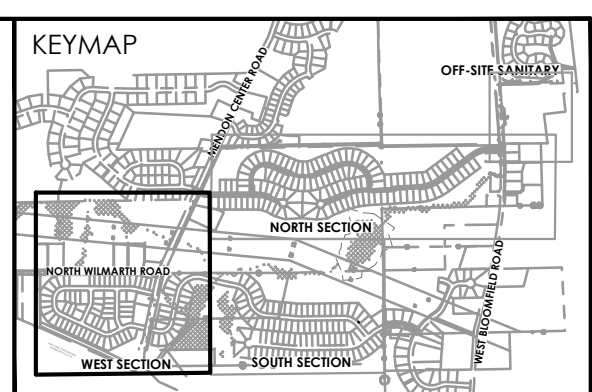 KEYMAP
MENDON CENTER ROAD
OFF-SITE SANITARY
NORTH SECTION
NORTH WILMARTH ROAD
WEST BLOOMFIELD ROAD
WEST SECTION
SOUTH SECTION